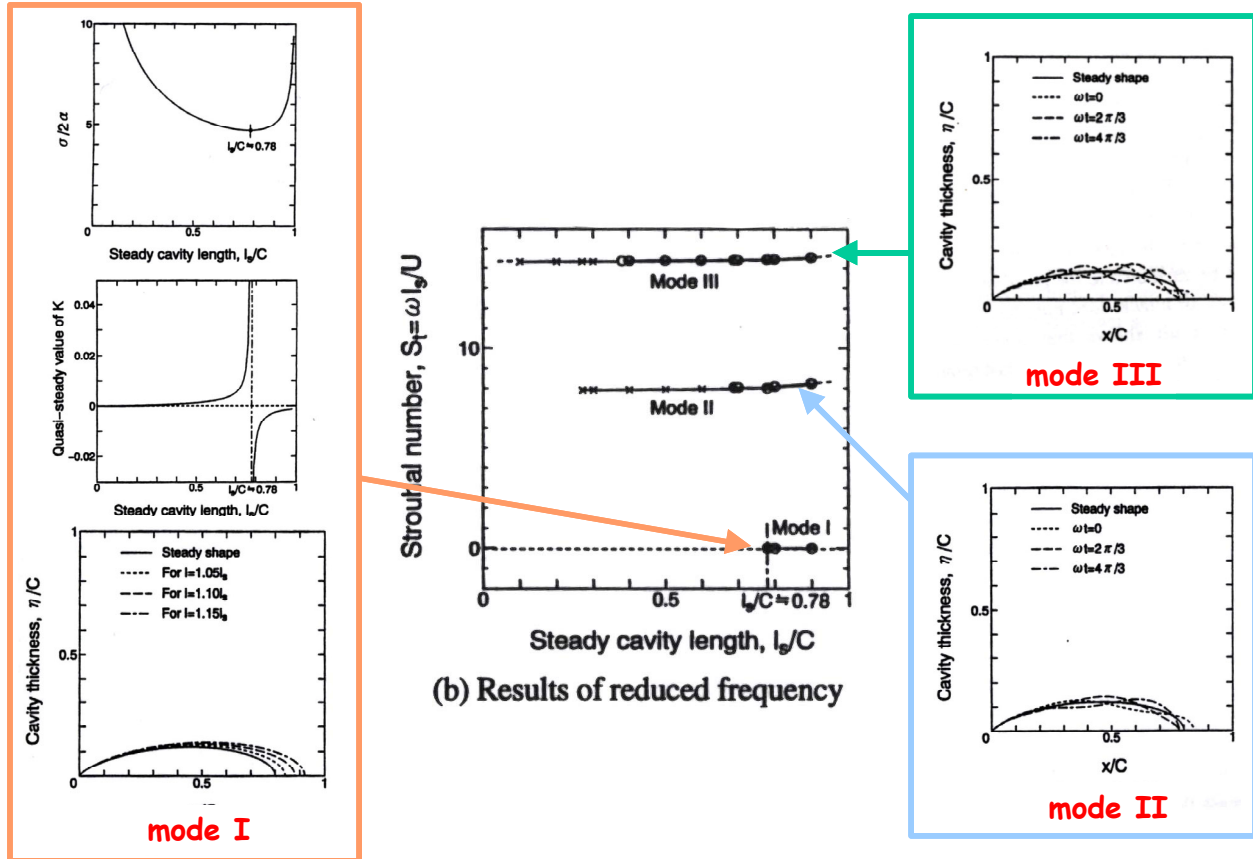 10
5
0
σ/2α
l_s/C≒0.78
0
0.5
1
Steady cavity length, l_s/C
0.04
0.02
0
−0.02
Quasi-steady value of K
l_s/C≒0.78
0
0.5
1
Steady cavity length, l_s/C
1
0.5
0
Cavity thickness, η/C
Steady shape
For l=1.05l_s
For l=1.10l_s
For l=1.15l_s
0.5
1
mode I
Strouhal number, S_t=ωl_s/U
10
0
Mode III
Mode II
Mode I
0
0.5
1
l_s/C≒0.78
Steady cavity length, l_s/C
(b) Results of reduced frequency
1
0.5
0
Cavity thickness, η/C
Steady shape
ωt=0
ωt=2π/3
ωt=4π/3
0.5
1
x/C
mode III
1
0.5
0
Cavity thickness, η/C
Steady shape
ωt=0
ωt=2π/3
ωt=4π/3
0.5
1
x/C
mode II